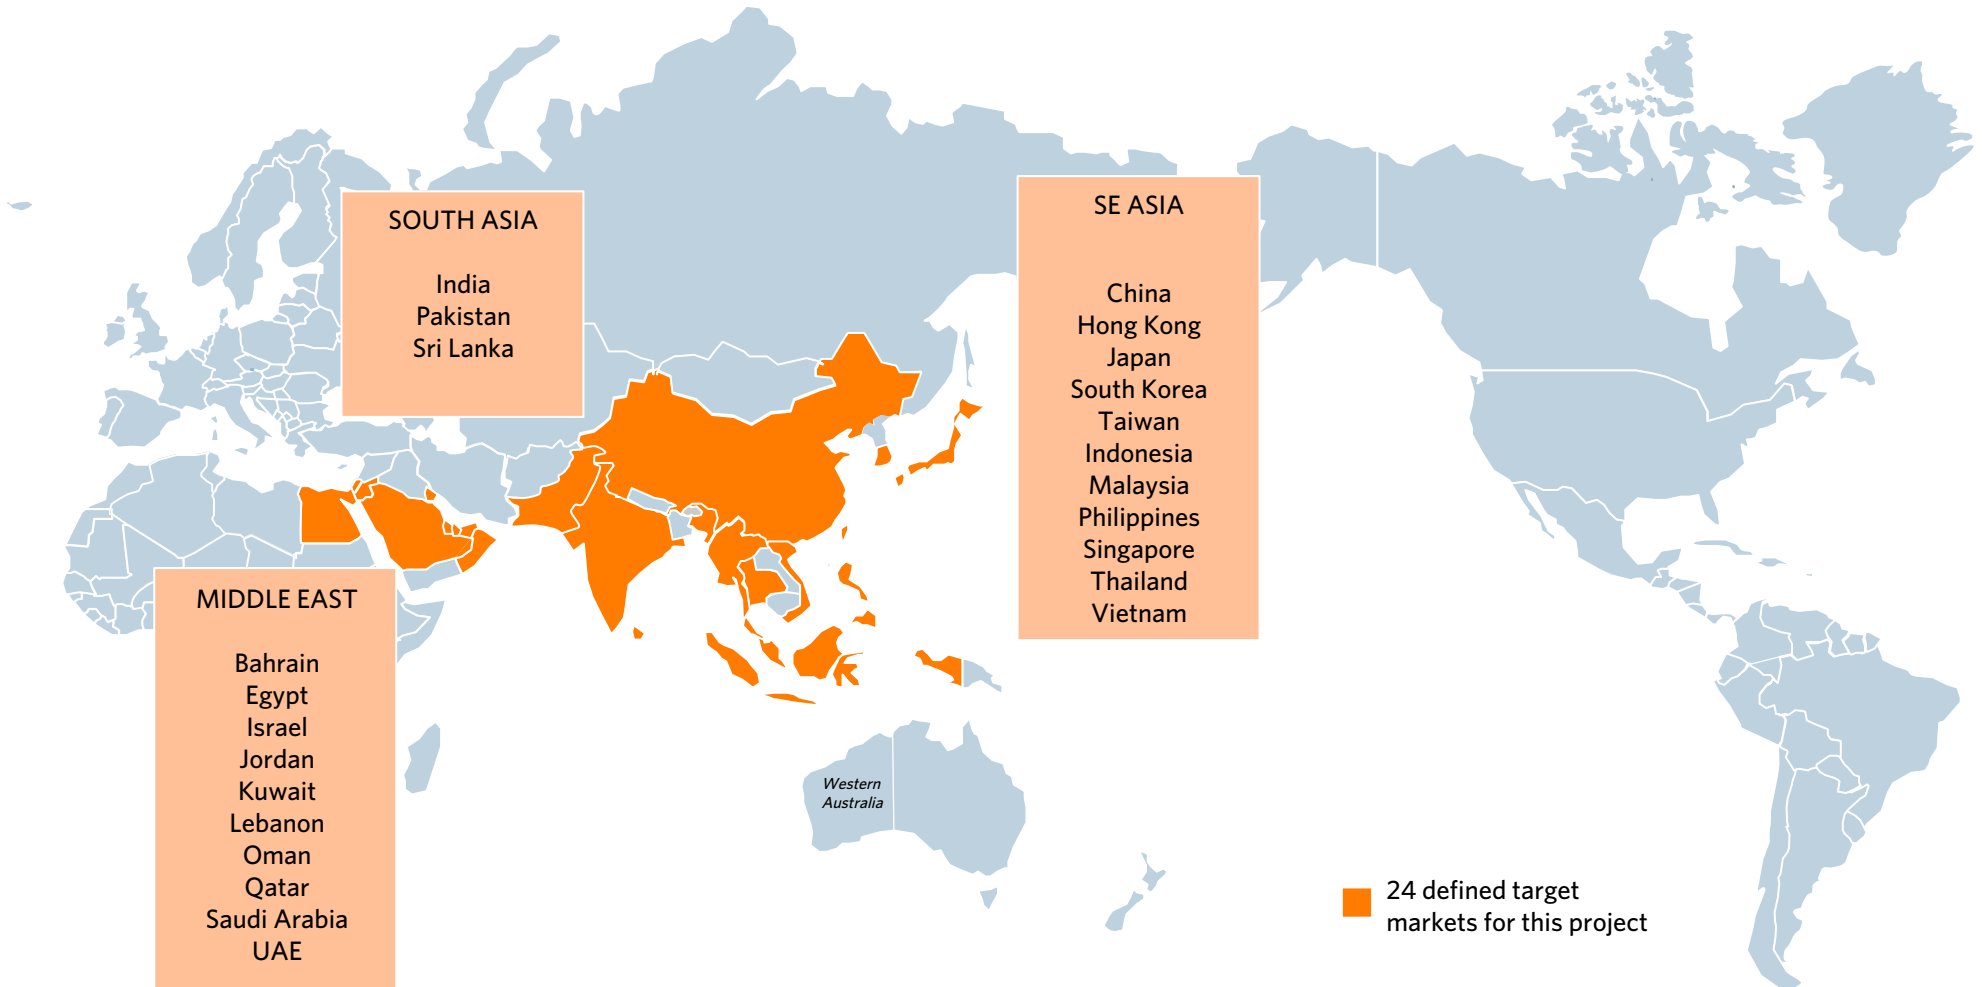 SOUTH ASIA
India
Pakistan
Sri Lanka
SE ASIA
China
Hong Kong
Japan
South Korea
Taiwan
Indonesia
Malaysia
Philippines
Singapore
Thailand
Vietnam
MIDDLE EAST
Bahrain
Egypt
Israel
Jordan
Kuwait
Lebanon
Oman
Qatar
Saudi Arabia
UAE
Western
Australia
24 defined target
markets for this project